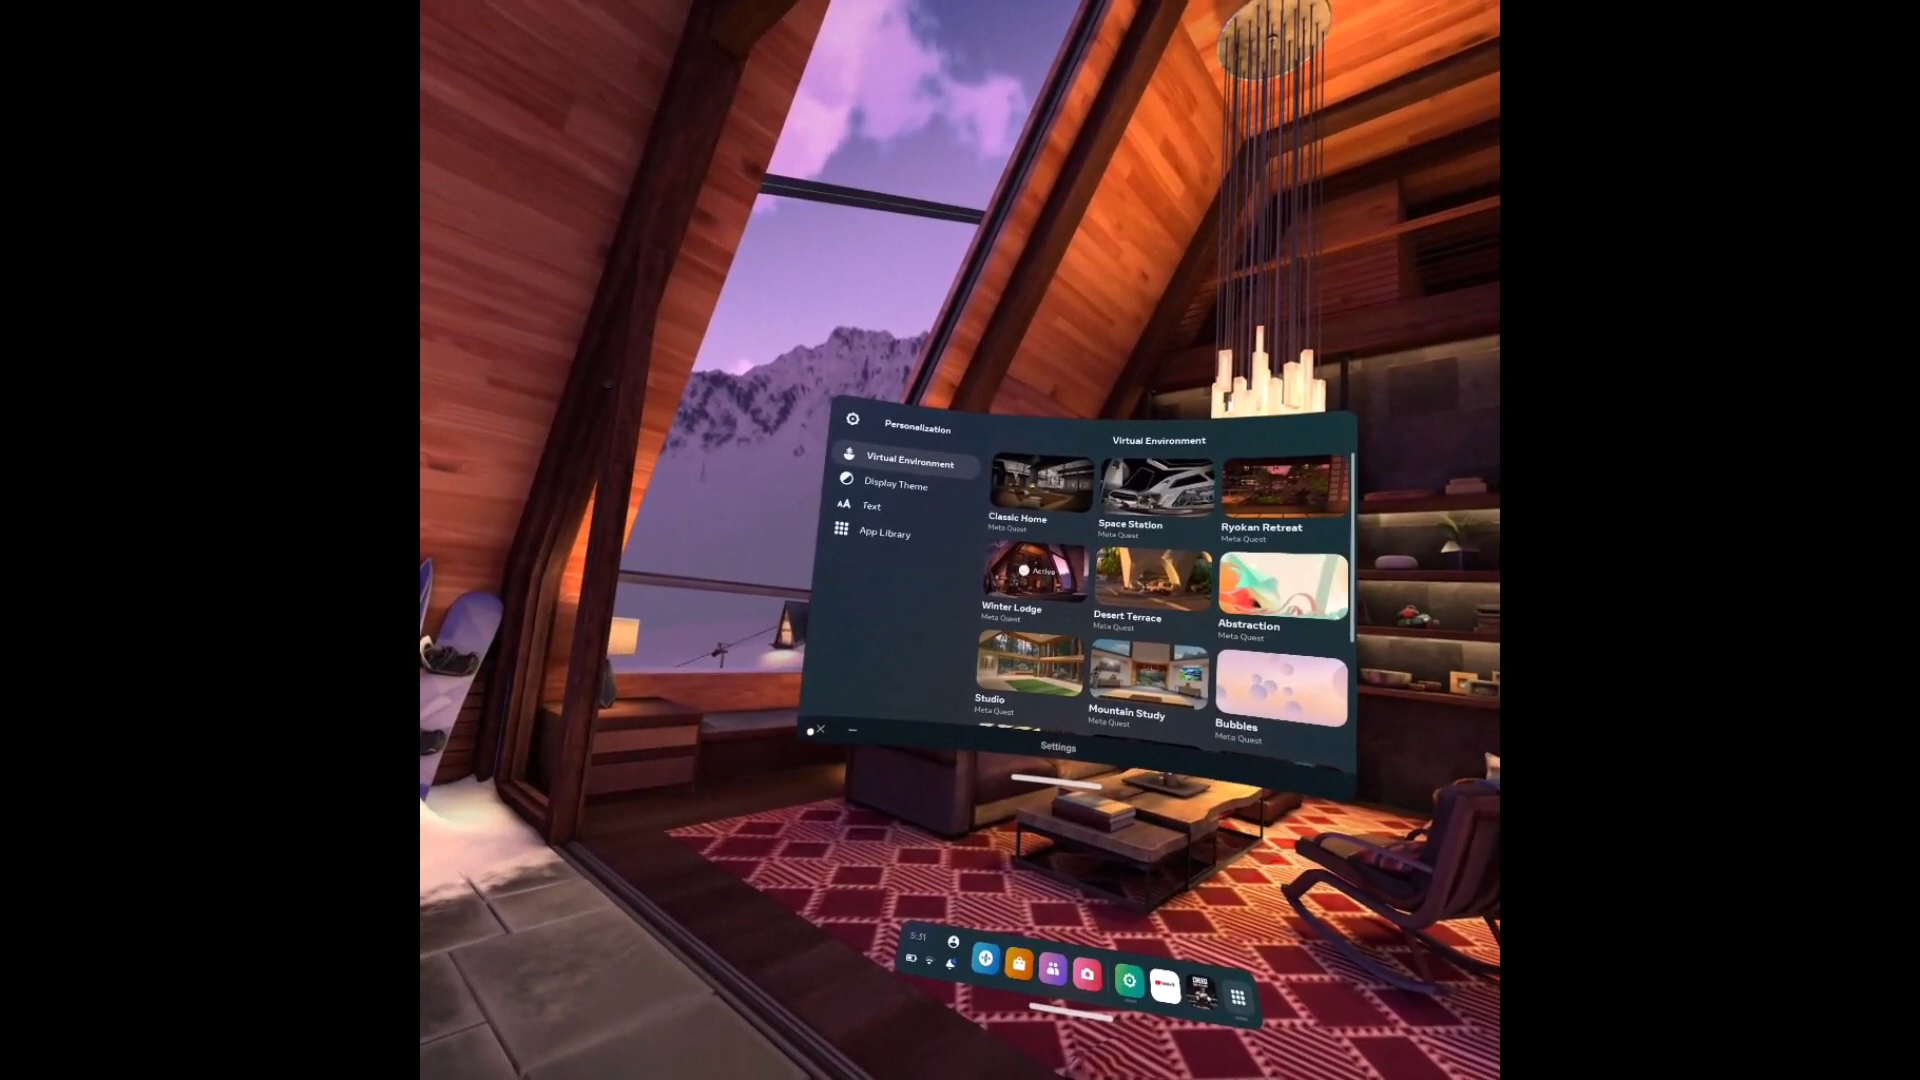 Personalization
Virtual Environment
Display Theme
AA Text
App Library
Virtual Environment
Classic Home
Meta Quest
Space Station
Meta Quest
Ryokan Retreat
Meta Quest
Active
Winter Lodge
Meta Quest
Desert Terrace
Meta Quest
Abstraction
Meta Quest
Studio
Meta Quest
Mountain Study
Meta Quest
Bubbles
Meta Quest
Settings
5:31